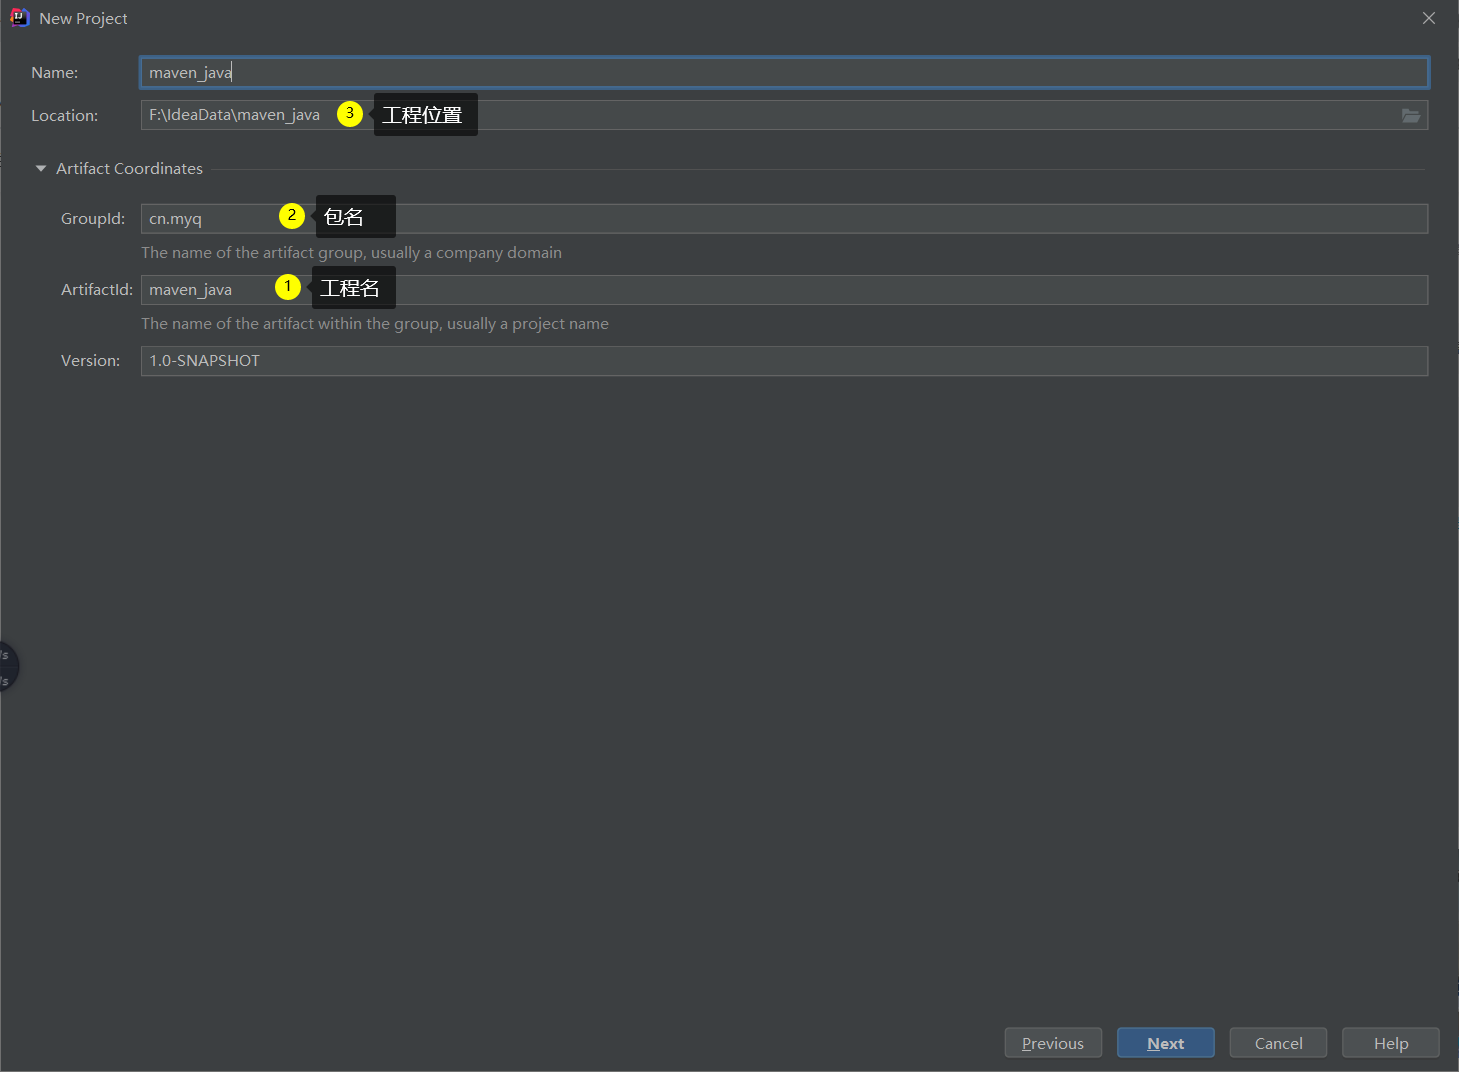 New Project
Name: maven_java
Location: F:\IdeaData\maven_java 3 工程位置
Artifact Coordinates
GroupId: cn.myq 2 包名
The name of the artifact group, usually a company domain
ArtifactId: maven_java 1 工程名
The name of the artifact within the group, usually a project name
Version: 1.0-SNAPSHOT
/s
/s
Previous Next Cancel Help